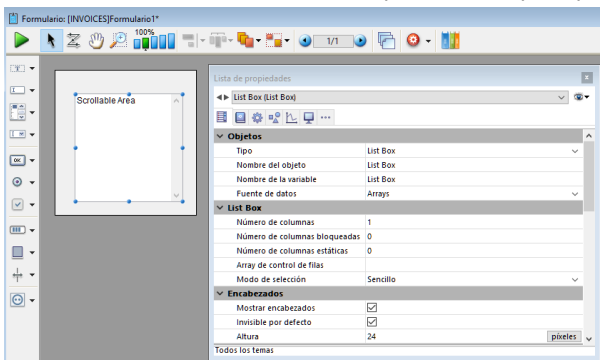 Formulario: [INVOICES]Formulario1*
100%
1/1
Scrollable Area
Lista de propiedades
List Box (List Box)
Objetos
Tipo List Box
Nombre del objeto List Box
Nombre de la variable List Box
Fuente de datos Arrays
List Box
Número de columnas 1
Número de columnas bloqueadas 0
Número de columnas estáticas 0
Array de control de filas
Modo de selección Sencillo
Encabezados
Mostrar encabezados
Invisible por defecto
Altura 24 píxeles
Todos los temas